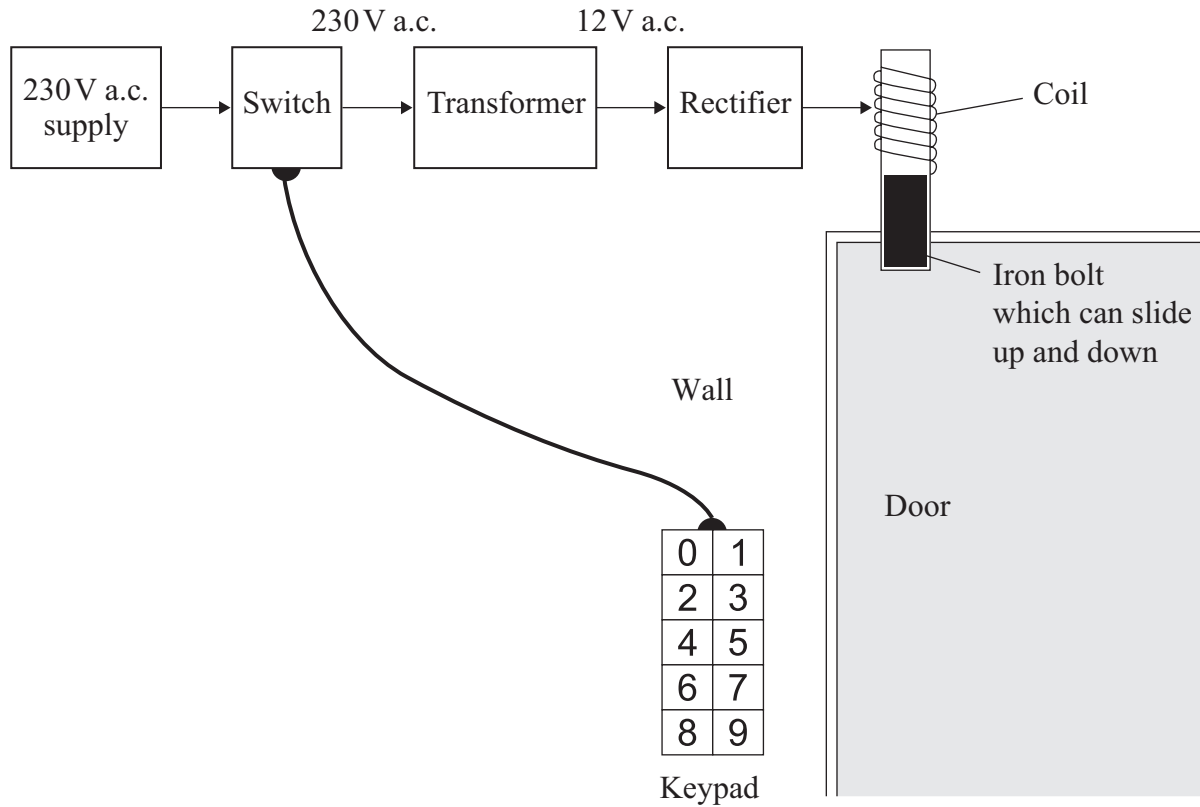 230 V a.c.
12 V a.c.
230 V a.c.
supply
Switch
Transformer
Rectifier
Coil
Iron bolt
which can slide
up and down
Wall
Door
0 1
2 3
4 5
6 7
8 9
Keypad